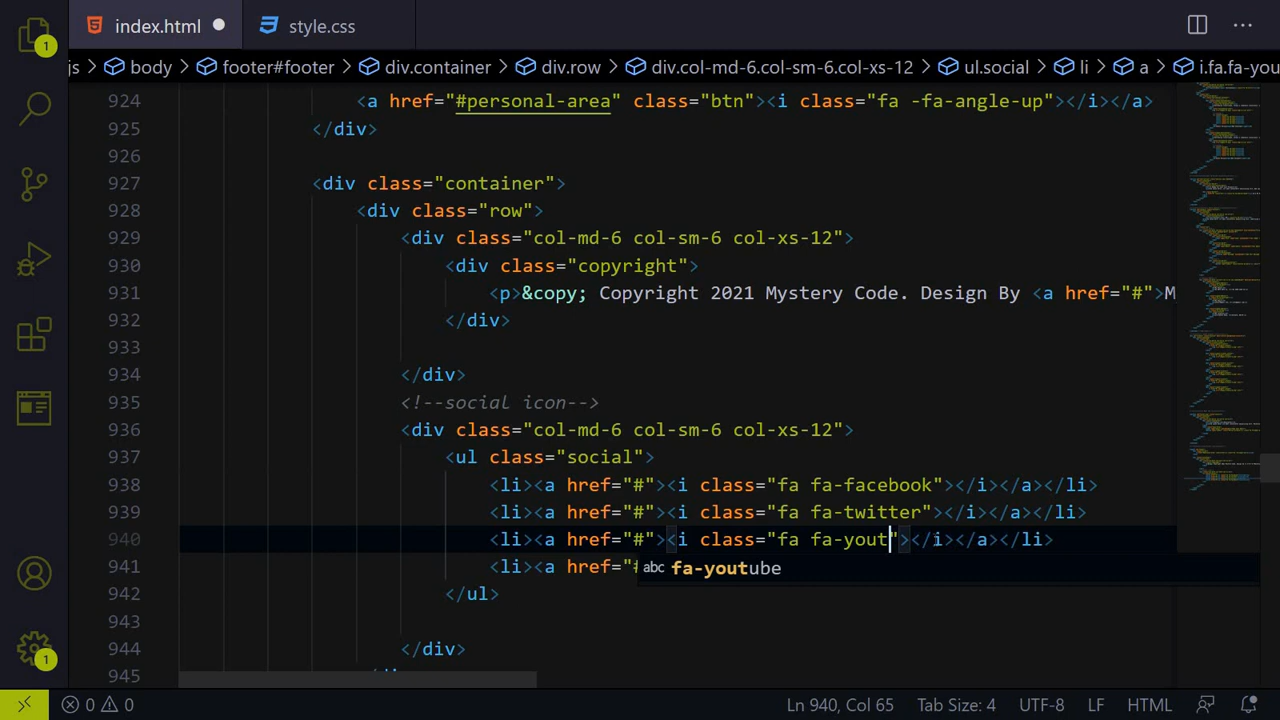 1
index.html
style.css
js > body > footer#footer > div.container > div.row > div.col-md-6.col-sm-6.col-xs-12 > ul.social > li > a > i.fa.fa-you
924 <a href="#personal-area" class="btn"><i class="fa -fa-angle-up"></i></a>
925 </div>
926
927 <div class="container">
928 <div class="row">
929 <div class="col-md-6 col-sm-6 col-xs-12">
930 <div class="copyright">
931 <p>&copy; Copyright 2021 Mystery Code. Design By <a href="#">M
932 </div>
933
934 </div>
935 <!--social icon-->
936 <div class="col-md-6 col-sm-6 col-xs-12">
937 <ul class="social">
938 <li><a href="#"><i class="fa fa-facebook"></i></a></li>
939 <li><a href="#"><i class="fa fa-twitter"></i></a></li>
940 <li><a href="#"><i class="fa fa-yout"></i></a></li>
941 <li><a href="#
abc fa-youtube
942 </ul>
943
944 </div>
945
1
0 0 Ln 940, Col 65 Tab Size: 4 UTF-8 LF HTML